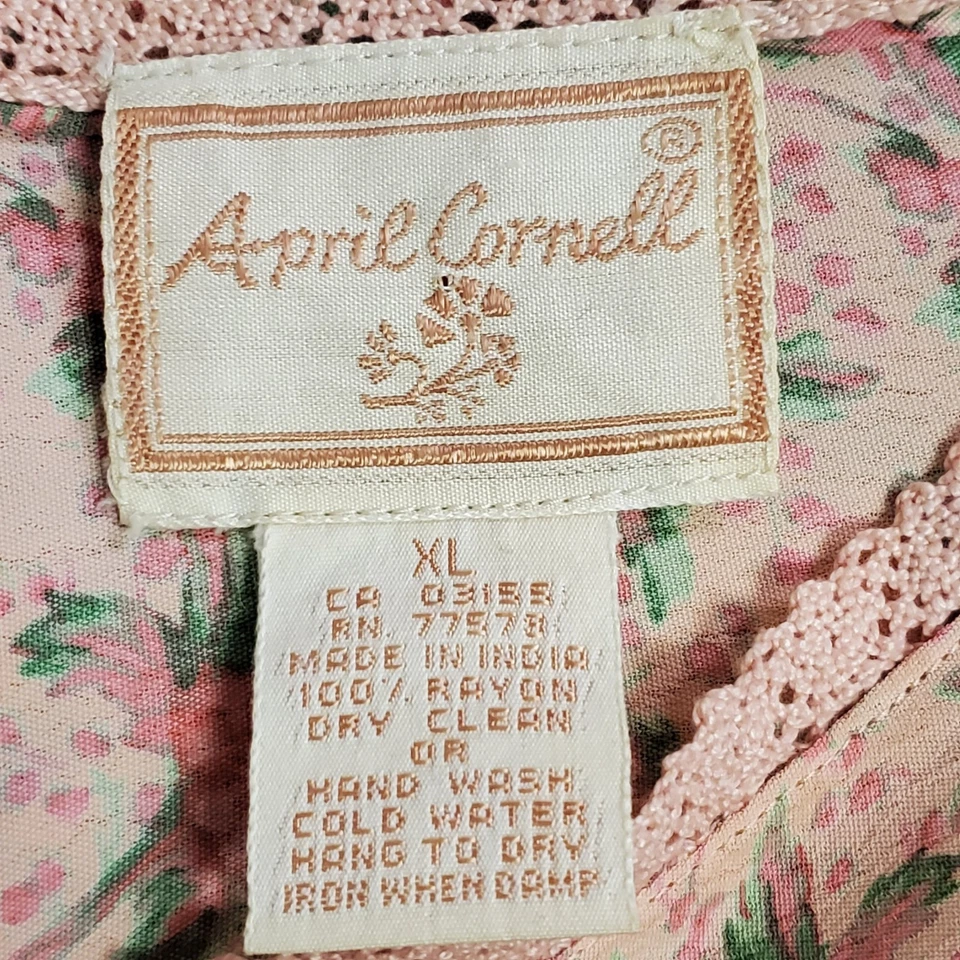 April Cornell ®
XL
CA 03155
RN 77573
MADE IN INDIA
100% RAYON
DRY CLEAN
OR
HAND WASH
COLD WATER
HANG TO DRY
IRON WHEN DAMP